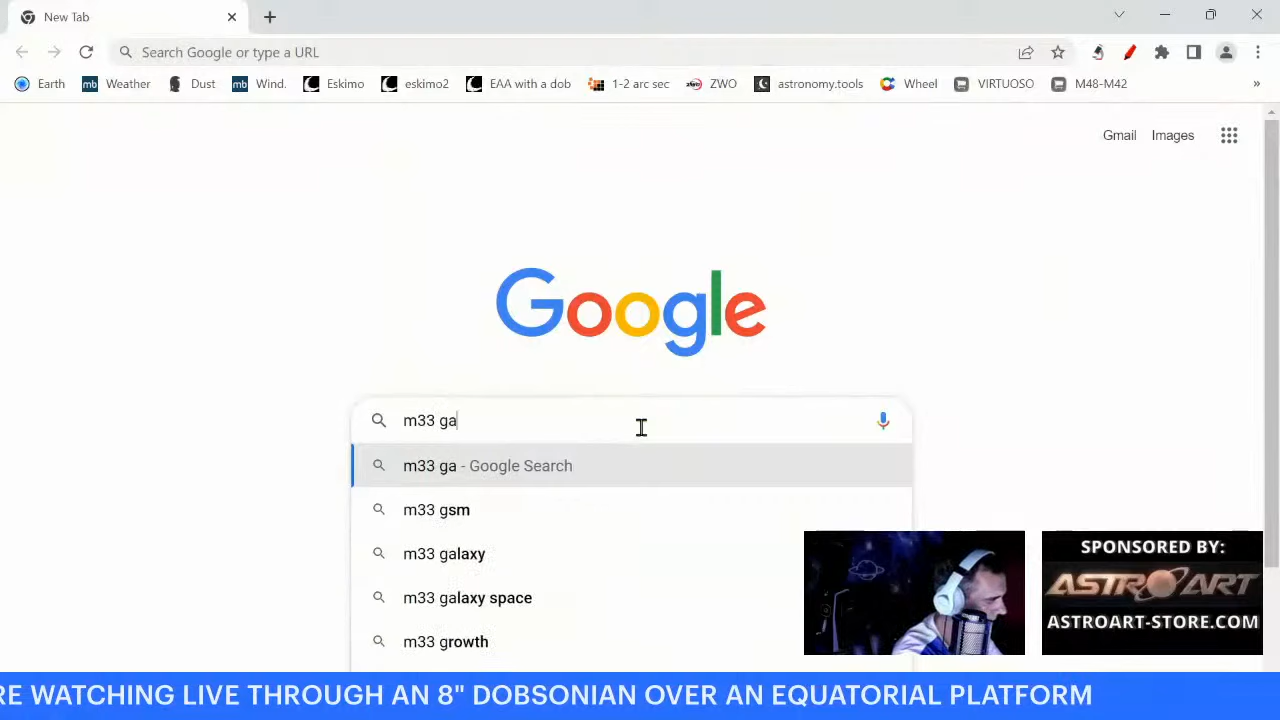 New Tab
Search Google or type a URL
Earth Weather Dust Wind. Eskimo eskimo2 EAA with a dob 1-2 arc sec ZWO astronomy.tools Wheel VIRTUOSO M48-M42 »
Gmail Images
Google
m33 ga
m33 ga - Google Search
m33 gsm
m33 galaxy
m33 galaxy space
m33 growth
SPONSORED BY:
ASTROART
ASTROART-STORE.COM
RE WATCHING LIVE THROUGH AN 8" DOBSONIAN OVER AN EQUATORIAL PLATFORM